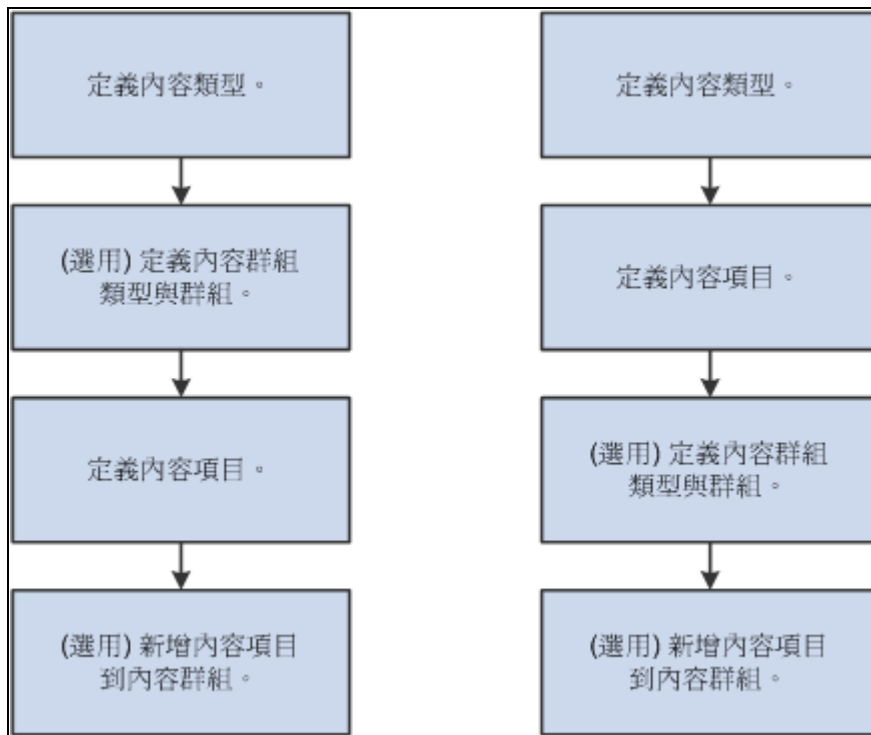 定義內容類型。
(選用) 定義內容群組
類型與群組。
定義內容項目。
(選用) 新增內容項目
到內容群組。
定義內容類型。
定義內容項目。
(選用) 定義內容群組
類型與群組。
(選用) 新增內容項目
到內容群組。